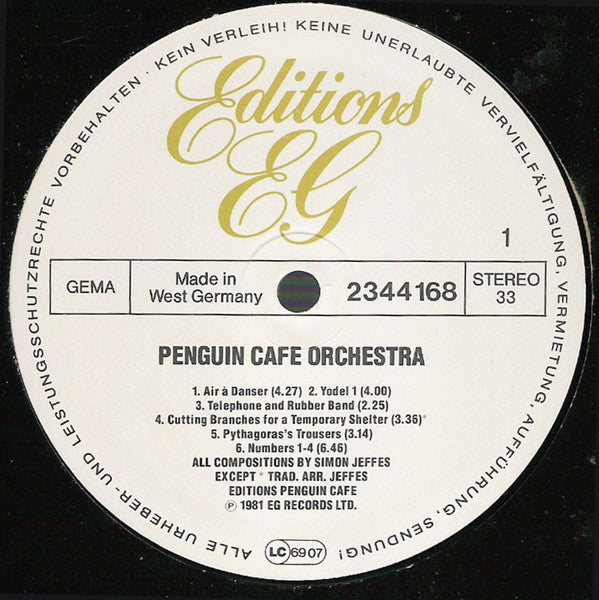 ALLE URHEBER- UND LEISTUNGSSCHUTZRECHTE VORBEHALTEN · KEIN VERLEIH! KEINE UNERLAUBTE VERVIELFÄLTIGUNG, VERMIETUNG, AUFFÜHRUNG, SENDUNG!
Editions
EG
1
GEMA
Made in
West Germany
2344168
STEREO
33
PENGUIN CAFE ORCHESTRA
1. Air à Danser (4.27) 2. Yodel 1 (4.00)
3. Telephone and Rubber Band (2.25)
4. Cutting Branches for a Temporary Shelter (3.36)*
5. Pythagoras's Trousers (3.14)
6. Numbers 1-4 (6.46)
ALL COMPOSITIONS BY SIMON JEFFES
EXCEPT * TRAD. ARR. JEFFES
EDITIONS PENGUIN CAFE
℗ 1981 EG RECORDS LTD.
LC 6907